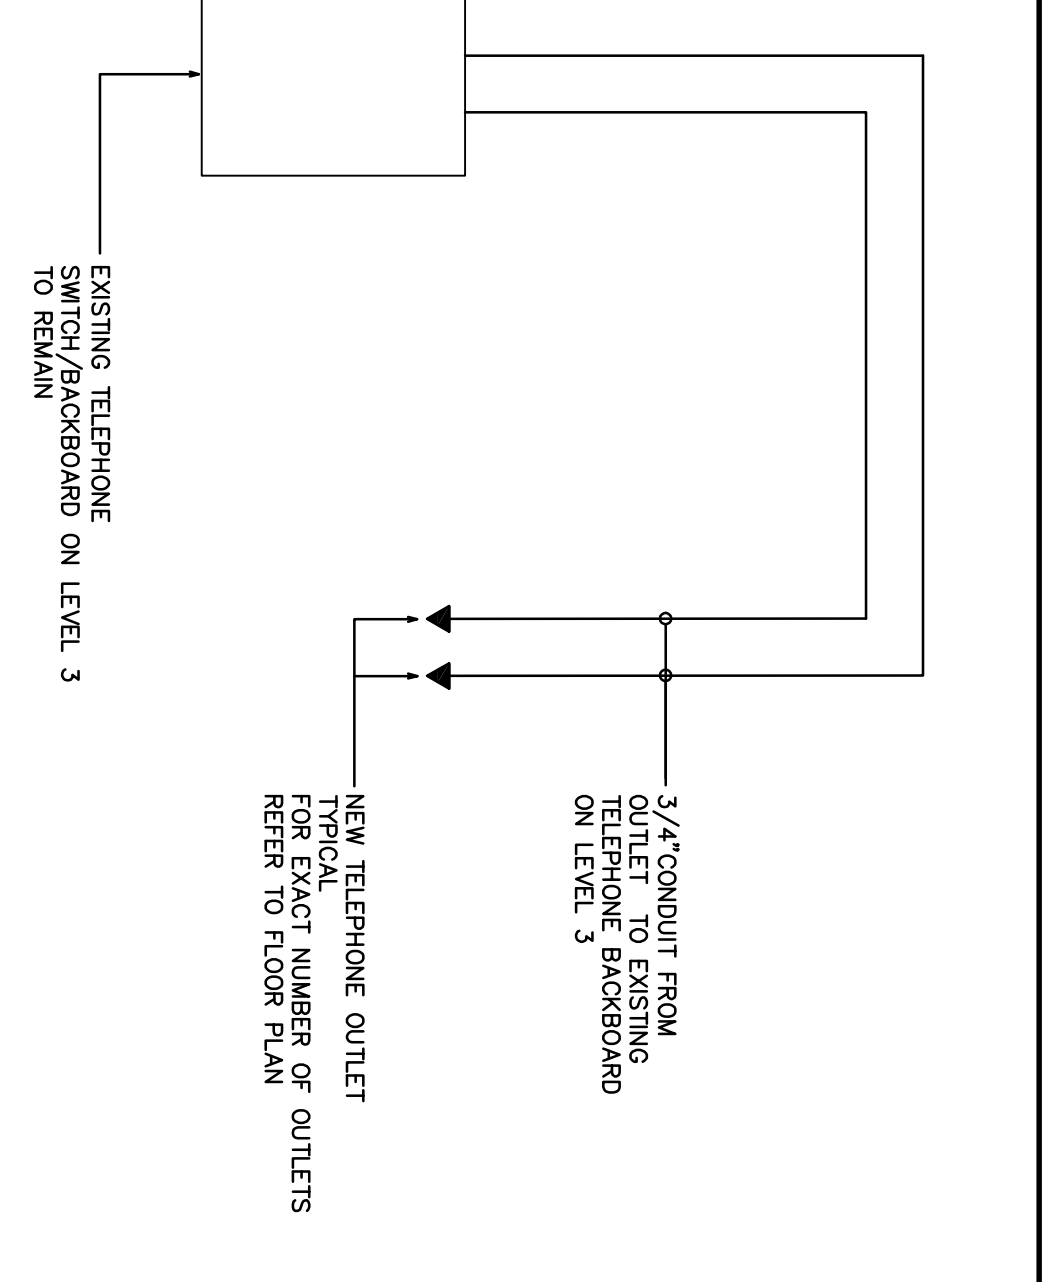 3/4"CONDUIT FROM
OUTLET TO EXISTING
TELEPHONE BACKBOARD
ON LEVEL 3
NEW TELEPHONE OUTLET
TYPICAL
FOR EXACT NUMBER OF OUTLETS
REFER TO FLOOR PLAN
EXISTING TELEPHONE
SWITCH/BACKBOARD ON LEVEL 3
TO REMAIN